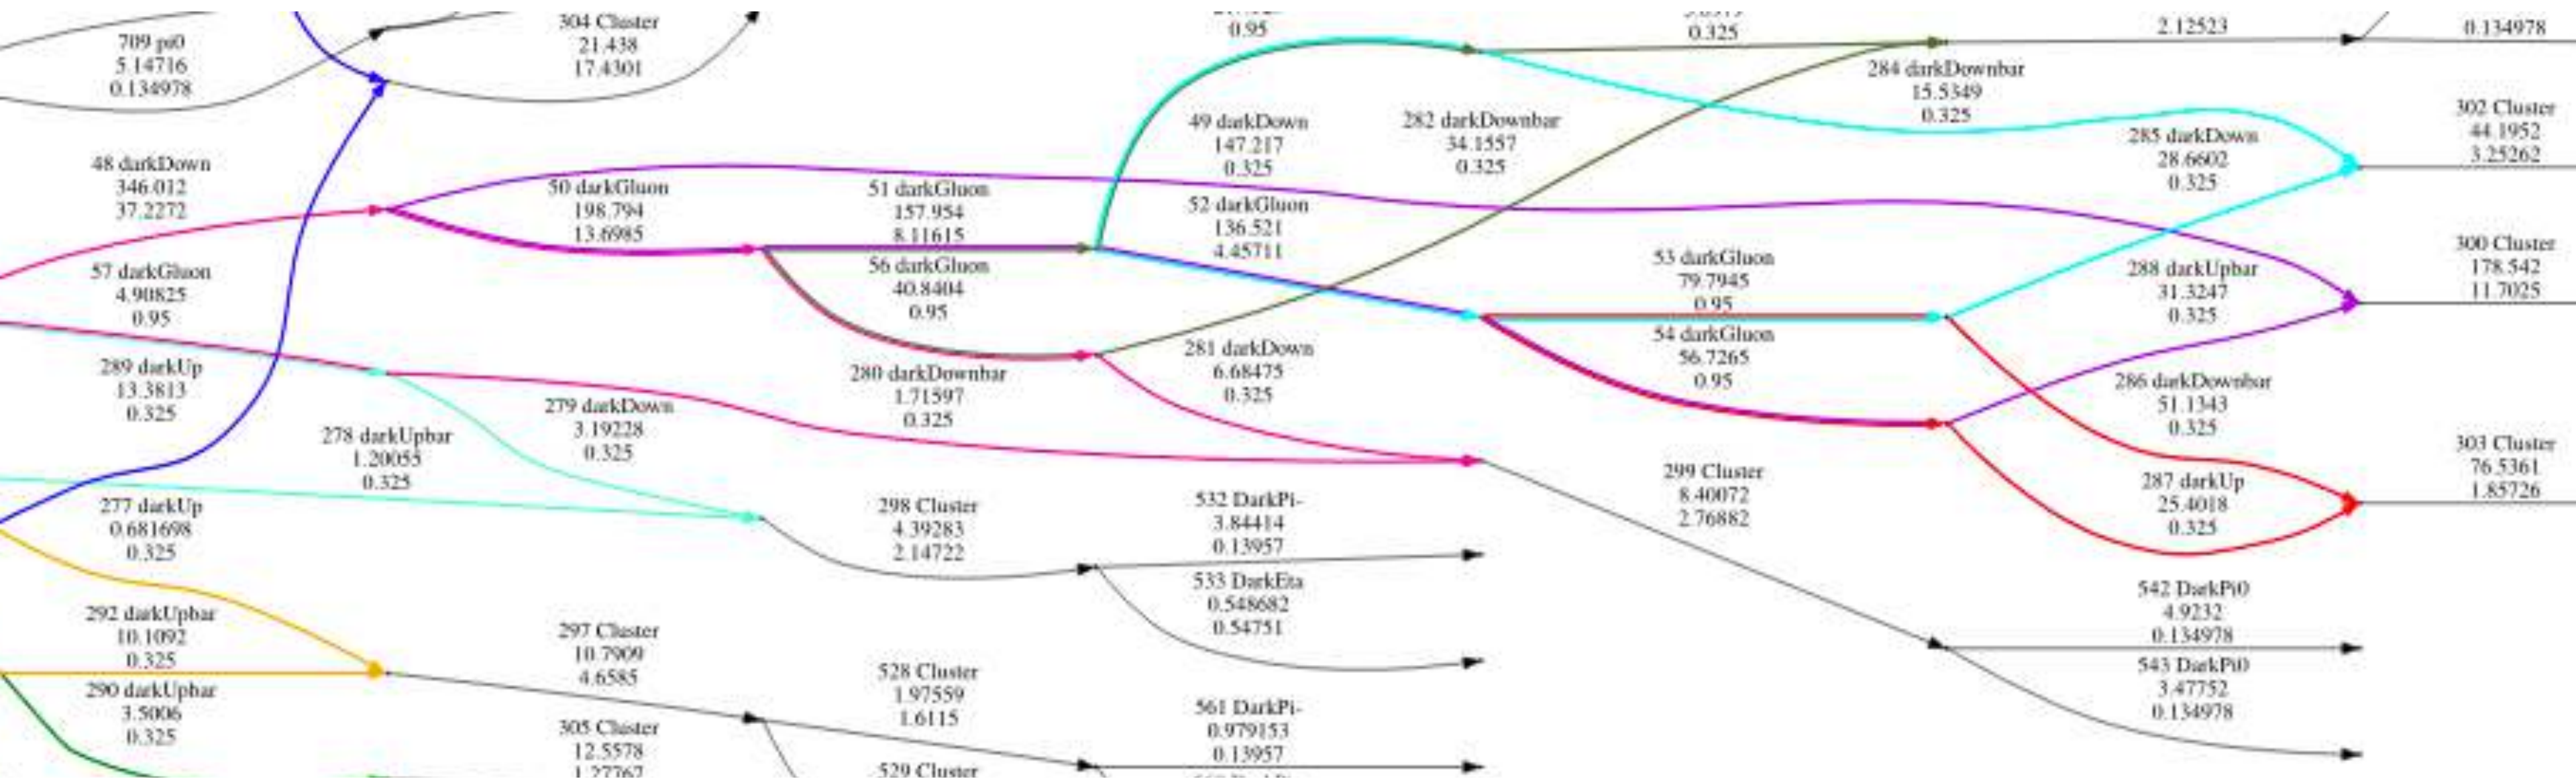 709 pi0
5.14716
0.134978
48 darkDown
346.012
37.2272
57 darkGluon
4.90825
0.95
289 darkUp
13.3813
0.325
278 darkUpbar
1.20055
0.325
277 darkUp
0.681698
0.325
292 darkUpbar
10.1092
0.325
290 darkUpbar
3.5006
0.325
304 Cluster
21.438
17.4301
50 darkGluon
198.794
13.6985
279 darkDown
3.19228
0.325
297 Cluster
10.7909
4.6585
305 Cluster
12.5578
1.27767
51 darkGluon
157.954
8.11615
56 darkGluon
40.8404
0.95
280 darkDownbar
1.71597
0.325
298 Cluster
4.39283
2.14722
528 Cluster
1.97559
1.6115
529 Cluster
0.95
49 darkDown
147.217
0.325
52 darkGluon
136.521
4.45711
281 darkDown
6.68475
0.325
532 DarkPi-
3.84414
0.13957
533 DarkEta
0.548682
0.54751
561 DarkPi-
0.979153
0.13957
282 darkDownbar
34.1557
0.325
0.325
53 darkGluon
79.7945
0.95
54 darkGluon
56.7265
0.95
299 Cluster
8.40072
2.76882
284 darkDownbar
15.5349
0.325
2.12523
285 darkDown
28.6602
0.325
288 darkUpbar
31.3247
0.325
286 darkDownbar
51.1343
0.325
287 darkUp
25.4018
0.325
542 DarkPi0
4.9232
0.134978
543 DarkPi0
3.47752
0.134978
0.134978
302 Cluster
44.1952
3.25262
300 Cluster
178.542
11.7025
303 Cluster
76.5361
1.85726